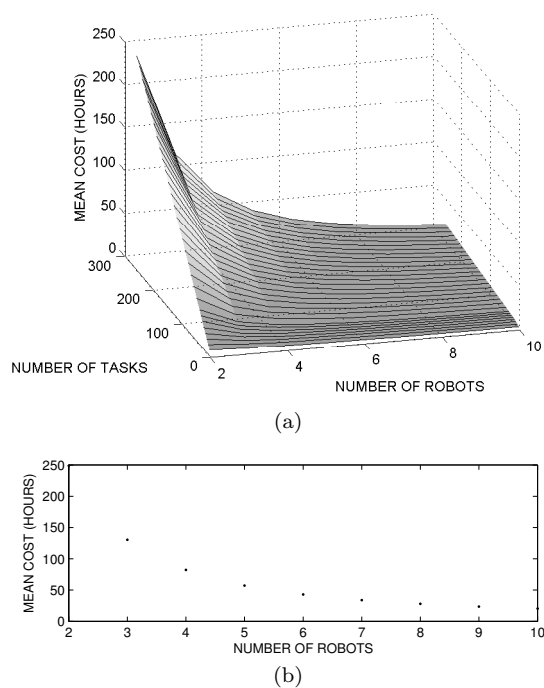 250
200
150
100
50
0
MEAN COST (HOURS)
300
200
100
0
NUMBER OF TASKS
2
4
6
8
10
NUMBER OF ROBOTS
(a)
250
200
150
100
50
0
MEAN COST (HOURS)
2 3 4 5 6 7 8 9 10
NUMBER OF ROBOTS
(b)